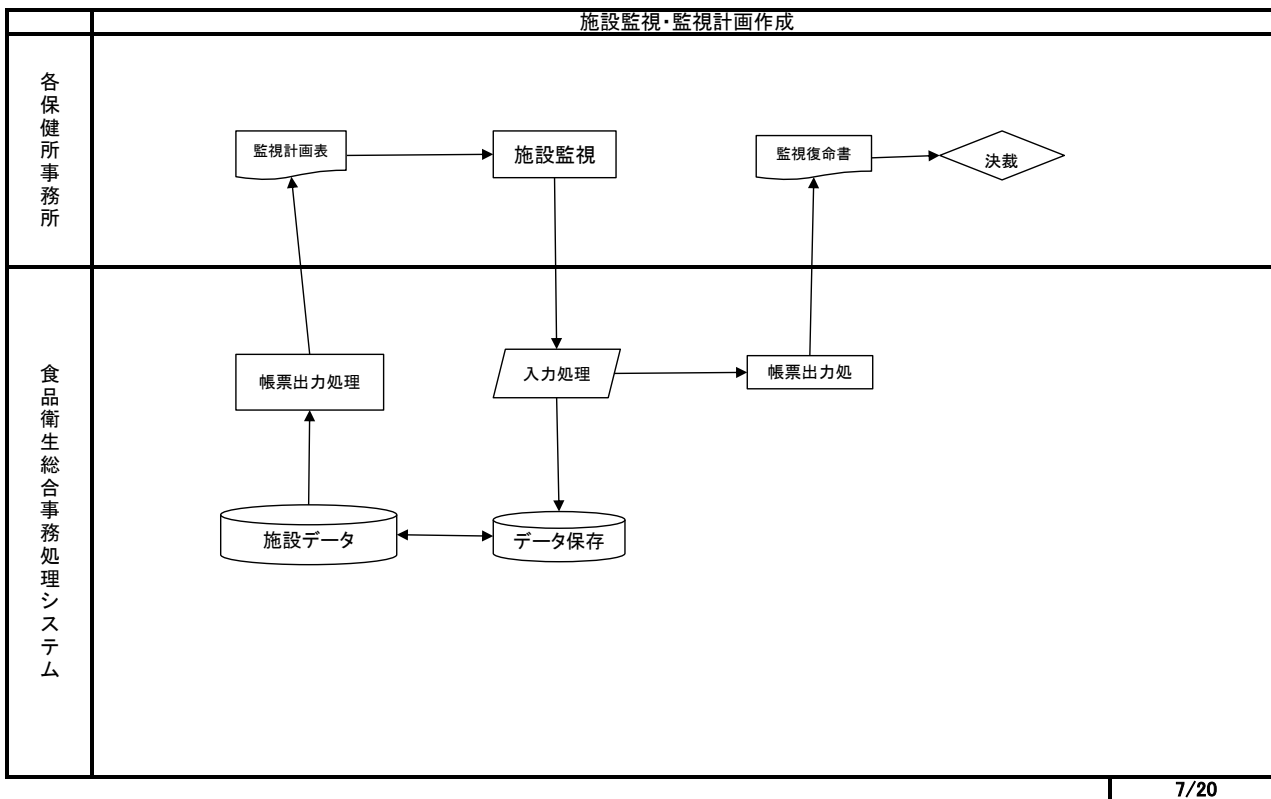 施設監視・監視計画作成
各保健所事務所
監視計画表
施設監視
監視復命書
決裁
食品衛生総合事務処理システム
帳票出力処理
入力処理
帳票出力処
施設データ
データ保存
7/20